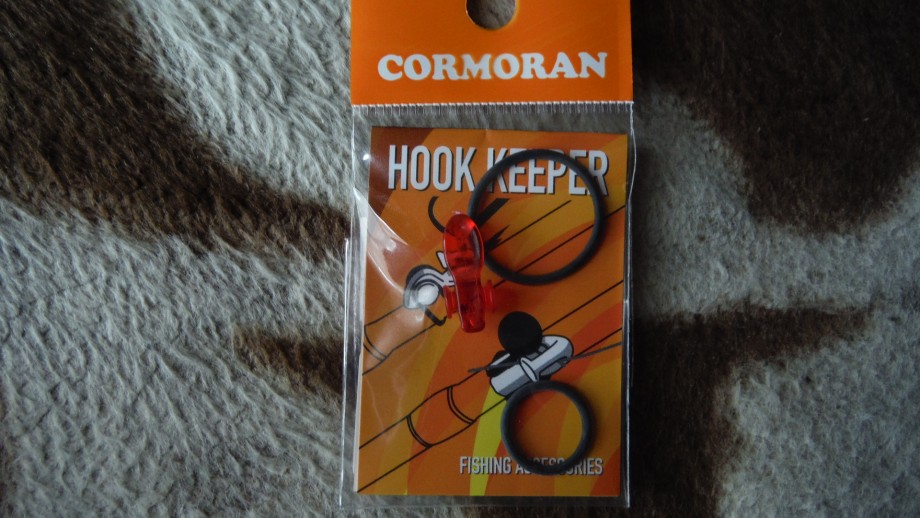 CORMORAN
HOOK KEEPER
FISHING ACCESSORIES